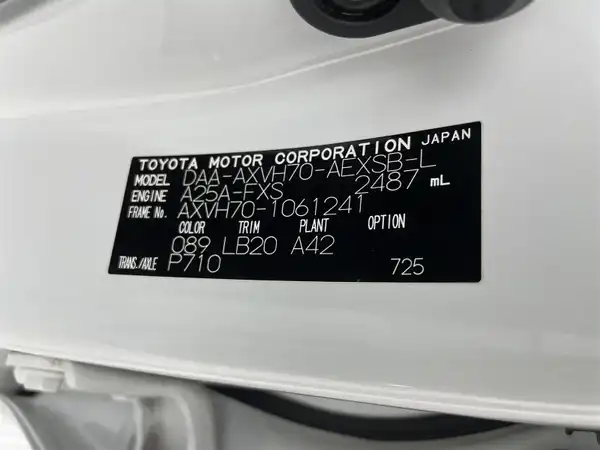 TOYOTA MOTOR CORPORATION JAPAN
MODEL DAA-AXVH70-AEXSB-L
ENGINE A25A-FXS 2487 mL
FRAME No. AXVH70-1061241
COLOR TRIM PLANT OPTION
089 LB20 A42
TRANS./AXLE P710 725